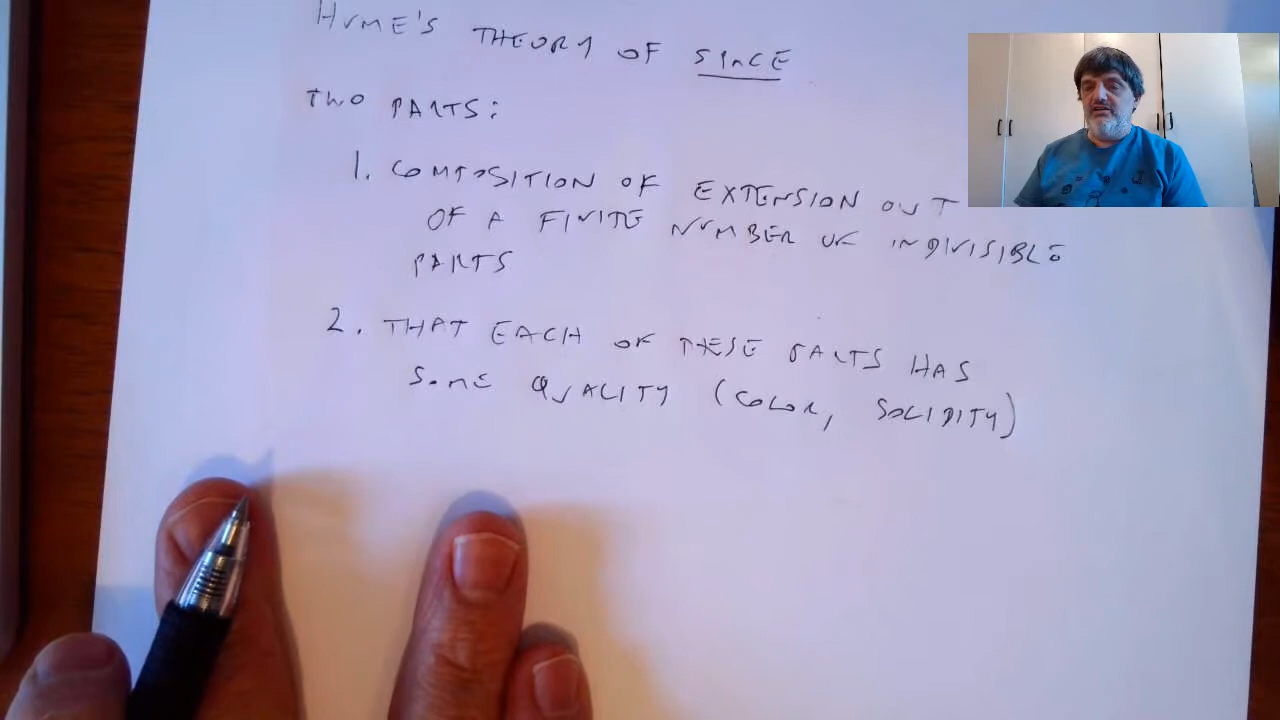 HUME'S THEORY OF SPACE
TWO PARTS:
1. COMPOSITION OF EXTENSION OUT
OF A FINITE NUMBER OF INDIVISIBLE
PARTS
2. THAT EACH OF THESE PARTS HAS
SOME QUALITY (COLOR, SOLIDITY)